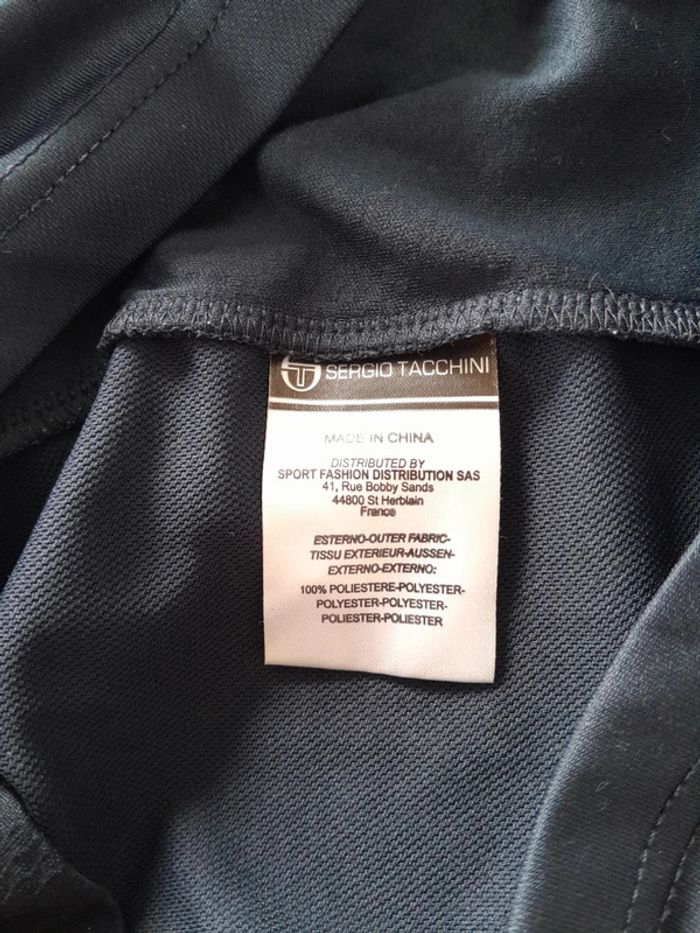 SERGIO TACCHINI
MADE IN CHINA
DISTRIBUTED BY
SPORT FASHION DISTRIBUTION SAS
41, Rue Bobby Sands
44800 St Herblain
France
ESTERNO-OUTER FABRIC-
TISSU EXTERIEUR-AUSSEN-
EXTERNO-EXTERNO:
100% POLIESTERE-POLYESTER-
POLYESTER-POLYESTER-
POLIESTER-POLIESTER